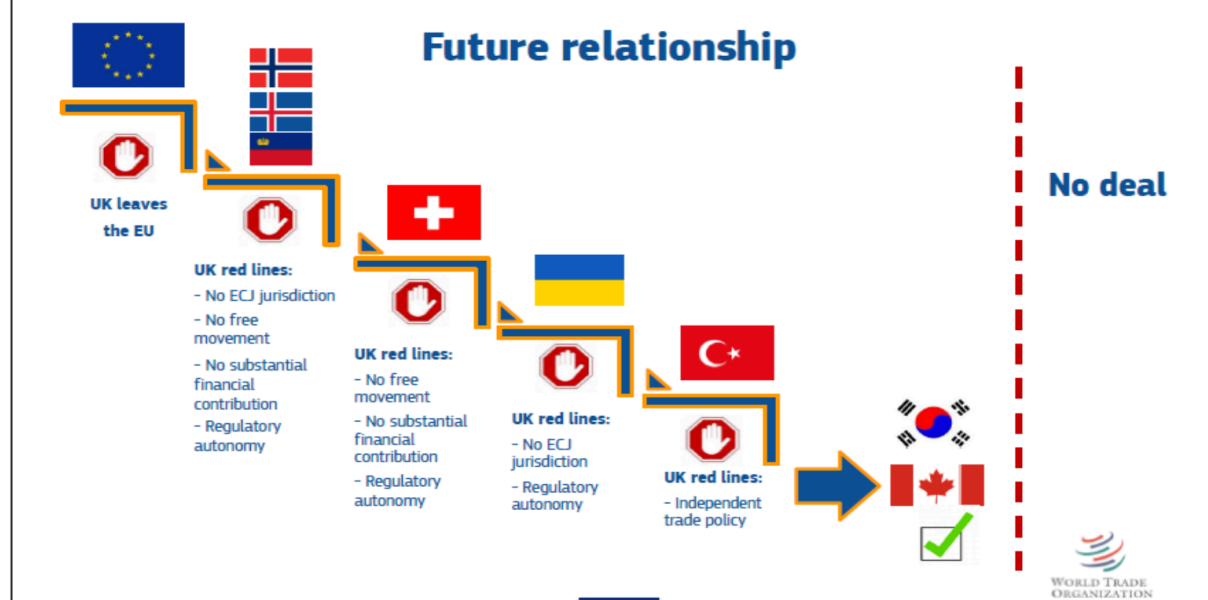 Future relationship
No deal
UK leaves
the EU
UK red lines:
- No ECJ jurisdiction
- No free
movement
- No substantial
financial
contribution
- Regulatory
autonomy
UK red lines:
- No free
movement
- No substantial
financial
contribution
- Regulatory
autonomy
UK red lines:
- No ECJ
jurisdiction
- Regulatory
autonomy
UK red lines:
- Independent
trade policy
WORLD TRADE
ORGANIZATION